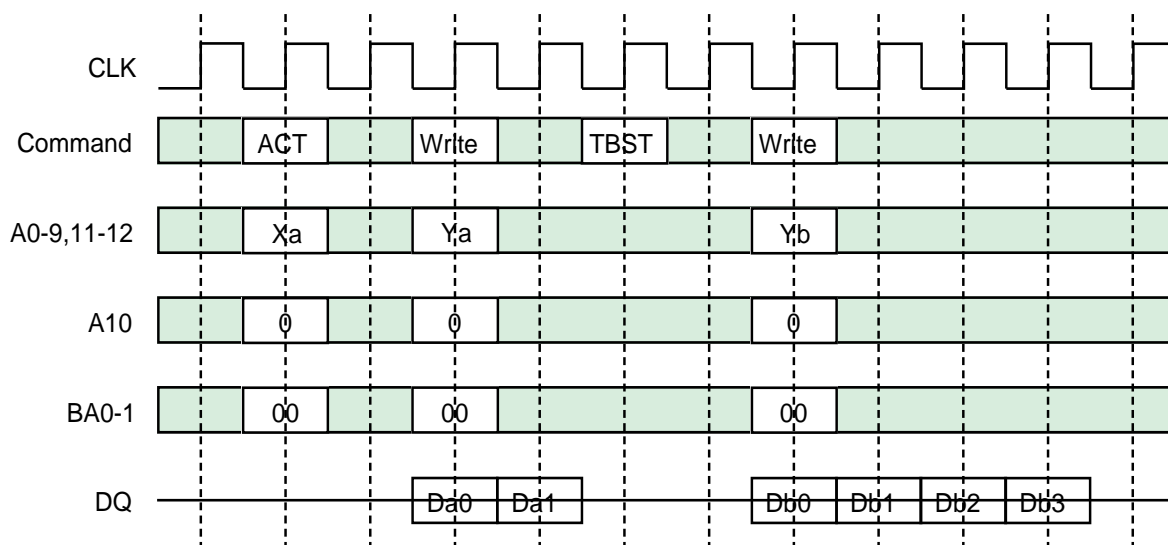 CLK
Command ACT Write TBST Write
A0-9,11-12 Xa Ya Yb
A10 0 0 0
BA0-1 00 00 00
DQ Da0 Da1 Db0 Db1 Db2 Db3